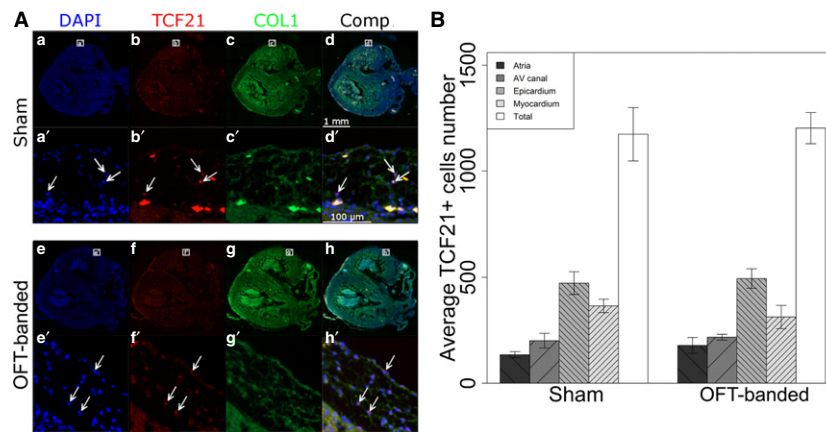 A
DAPI TCF21 COL1 Comp.
Sham
a b c d
1 mm
a′ b′ c′ d′
100 µm
OFT-banded
e f g h
e′ f′ g′ h′
B
Average TCF21+ cells number
1500
1000
500
0
Atria
AV canal
Epicardium
Myocardium
Total
Sham OFT-banded